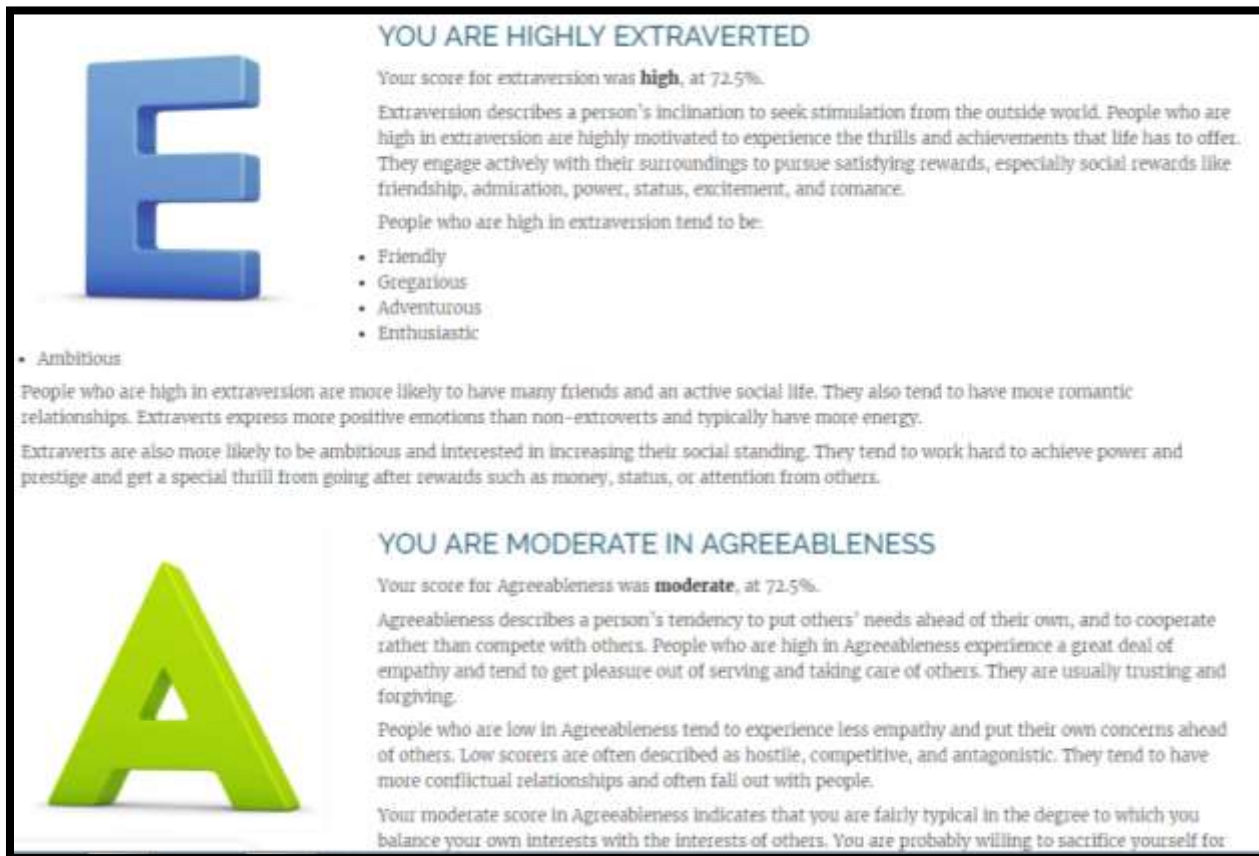 YOU ARE HIGHLY EXTRAVERTED
Your score for extraversion was high, at 72.5%.
Extraversion describes a person's inclination to seek stimulation from the outside world. People who are
high in extraversion are highly motivated to experience the thrills and achievements that life has to offer.
They engage actively with their surroundings to pursue satisfying rewards, especially social rewards like
friendship, admiration, power, status, excitement, and romance.
People who are high in extraversion tend to be:
• Friendly
• Gregarious
• Adventurous
• Enthusiastic
• Ambitious
E
People who are high in extraversion are more likely to have many friends and an active social life. They also tend to have more romantic
relationships. Extraverts express more positive emotions than non-extroverts and typically have more energy.
Extraverts are also more likely to be ambitious and interested in increasing their social standing. They tend to work hard to achieve power and
prestige and get a special thrill from going after rewards such as money, status, or attention from others.
YOU ARE MODERATE IN AGREEABLENESS
Your score for Agreeableness was moderate, at 72.5%.
Agreeableness describes a person's tendency to put others' needs ahead of their own, and to cooperate
rather than compete with others. People who are high in Agreeableness experience a great deal of
empathy and tend to get pleasure out of serving and taking care of others. They are usually trusting and
forgiving.
People who are low in Agreeableness tend to experience less empathy and put their own concerns ahead
of others. Low scorers are often described as hostile, competitive, and antagonistic. They tend to have
more conflictual relationships and often fall out with people.
Your moderate score in Agreeableness indicates that you are fairly typical in the degree to which you
balance your own interests with the interests of others. You are probably willing to sacrifice yourself for
A